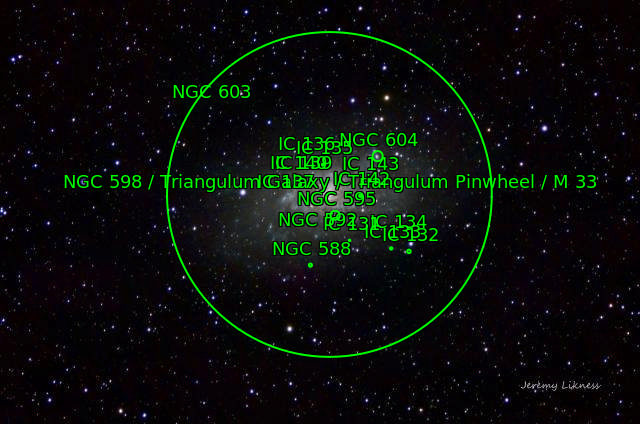 NGC 603
NGC 604
IC 136
IC 135
IC 140
IC 139
IC 143
IC 142
IC 137
NGC 598 / Triangulum Galaxy / Triangulum Pinwheel / M 33
NGC 595
NGC 592
IC 131
IC 134
IC 133
IC 132
NGC 588
Jeremy Likness